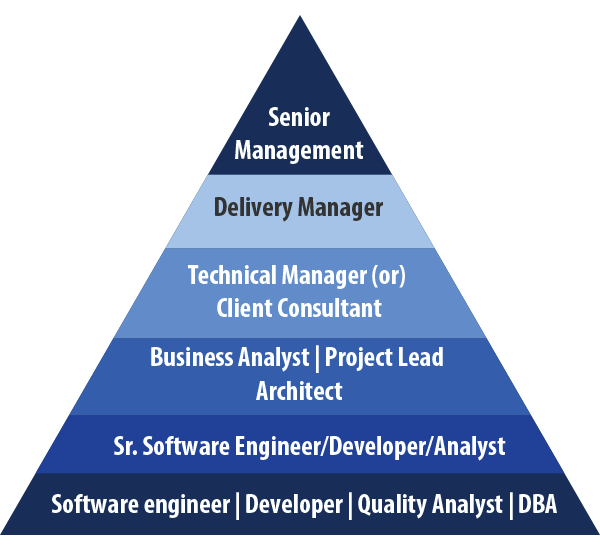 Senior
Management
Delivery Manager
Technical Manager (or)
Client Consultant
Business Analyst | Project Lead
Architect
Sr. Software Engineer/Developer/Analyst
Software engineer | Developer | Quality Analyst | DBA